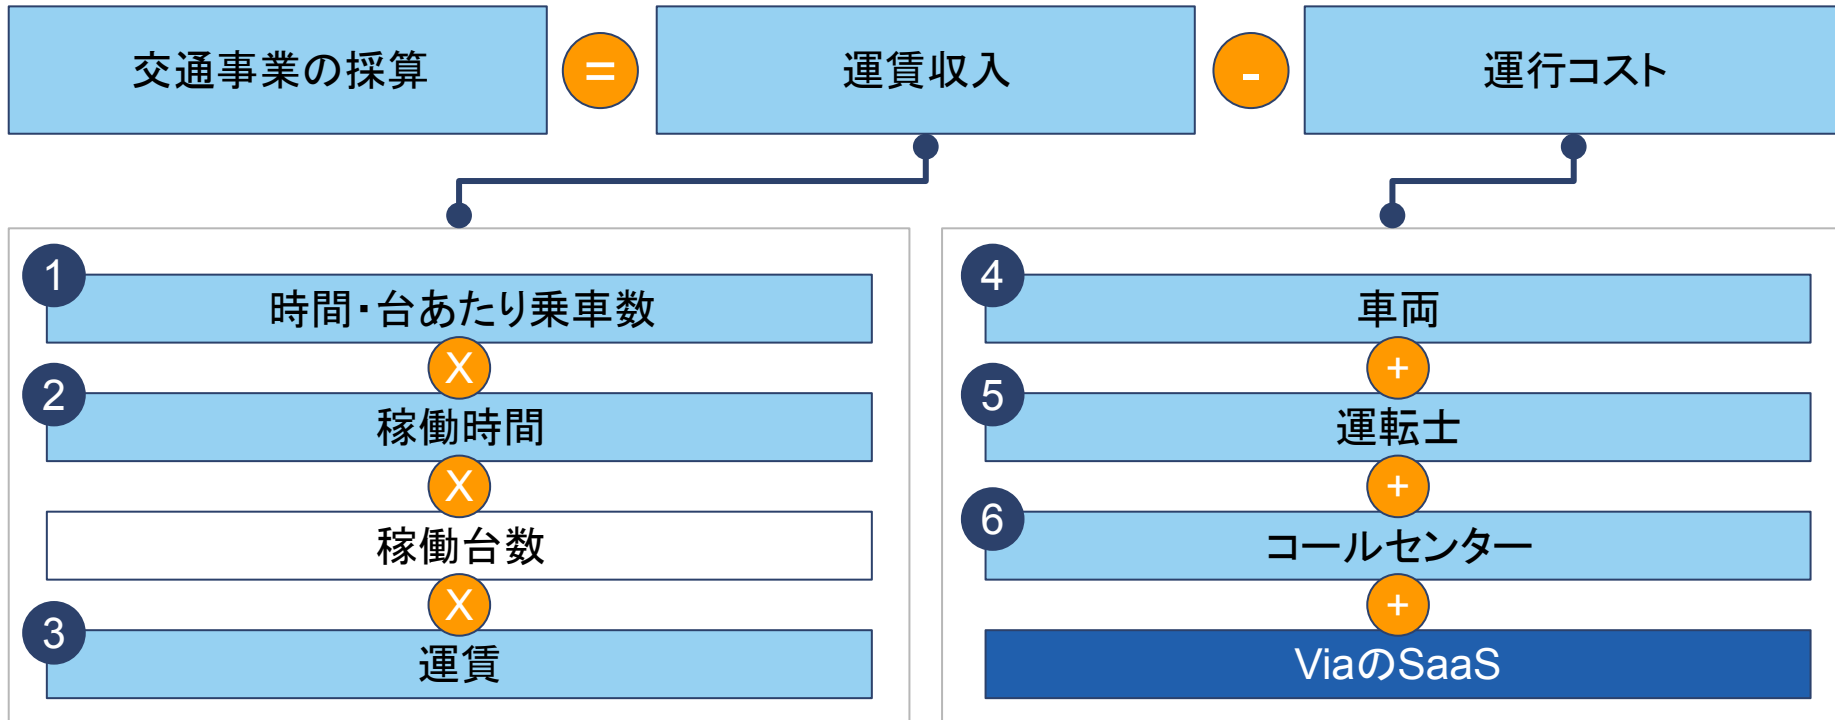 交通事業の採算
=
運賃収入
-
運行コスト
1
時間・台あたり乗車数
X
2
稼働時間
X
稼働台数
X
3
運賃
4
車両
+
5
運転士
+
6
コールセンター
+
ViaのSaaS